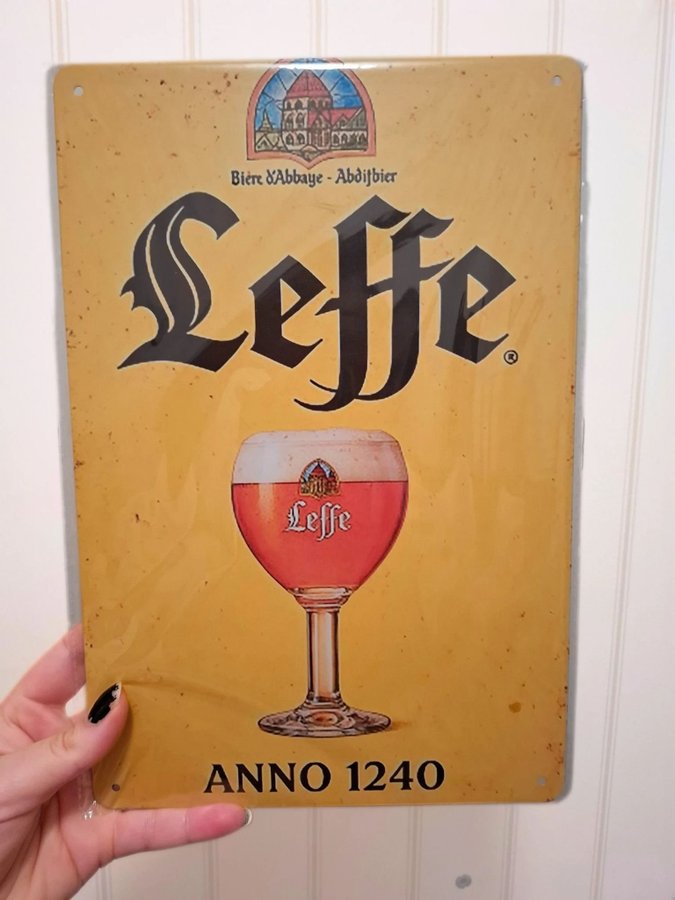 Bière d'Abbaye - Abdijbier
Leffe
®
Leffe
ANNO 1240